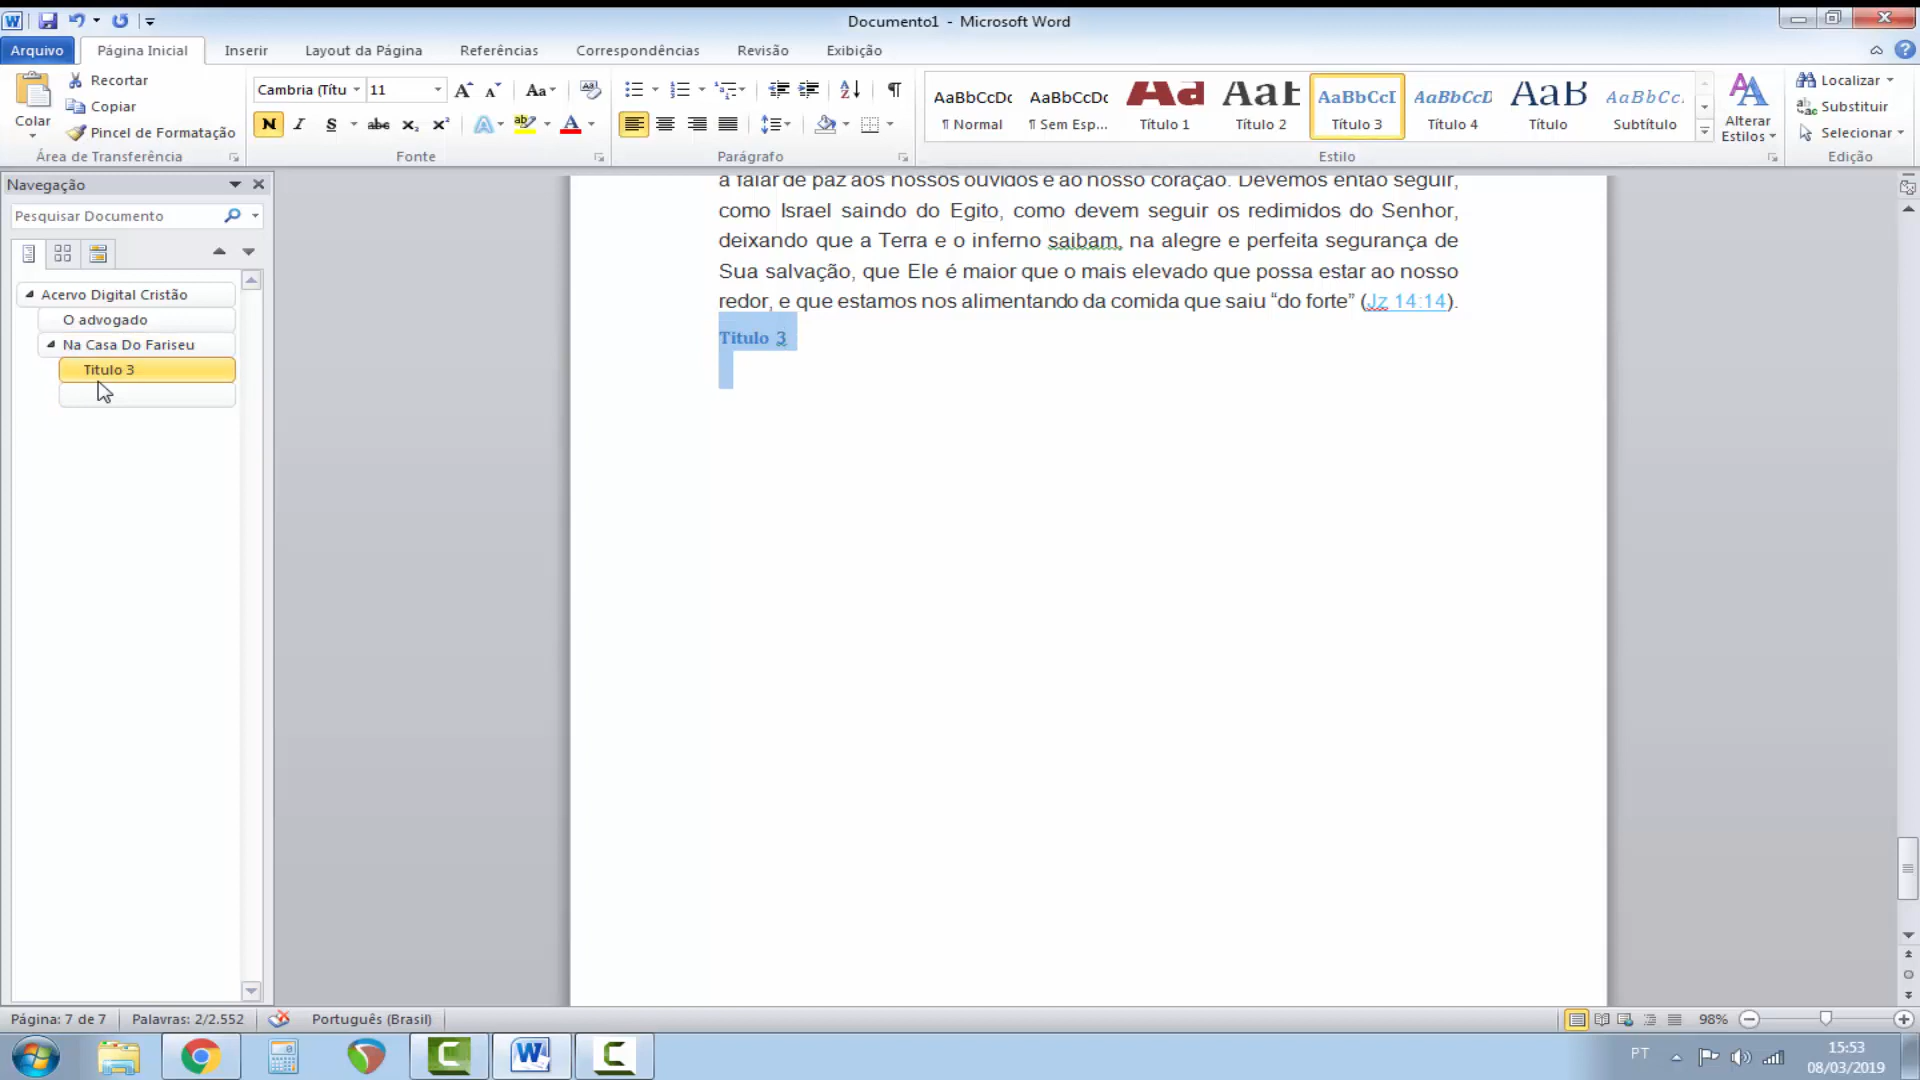 Documento1 - Microsoft Word
Arquivo
Página Inicial
Inserir
Layout da Página
Referências
Correspondências
Revisão
Exibição
Colar
Recortar
Copiar
Pincel de Formatação
Área de Transferência
Cambria (Títu
11
Fonte
Parágrafo
AaBbCcDc
¶ Normal
AaBbCcDc
¶ Sem Esp...
Título 1
Título 2
AaBbCcI
Título 3
AaBbCcD
Título 4
AaB
Título
AaBbCc.
Subtítulo
Alterar
Estilos
Estilo
Localizar
Substituir
Selecionar
Edição
Navegação
Pesquisar Documento
Acervo Digital Cristão
O advogado
Na Casa Do Fariseu
Titulo 3
a falar de paz aos nossos ouvidos e ao nosso coração. Devemos então seguir,
como Israel saindo do Egito, como devem seguir os redimidos do Senhor,
deixando que a Terra e o inferno saibam, na alegre e perfeita segurança de
Sua salvação, que Ele é maior que o mais elevado que possa estar ao nosso
redor, e que estamos nos alimentando da comida que saiu “do forte” (Jz 14:14).
Titulo 3
Página: 7 de 7
Palavras: 2/2.552
Português (Brasil)
98%
PT
15:53
08/03/2019